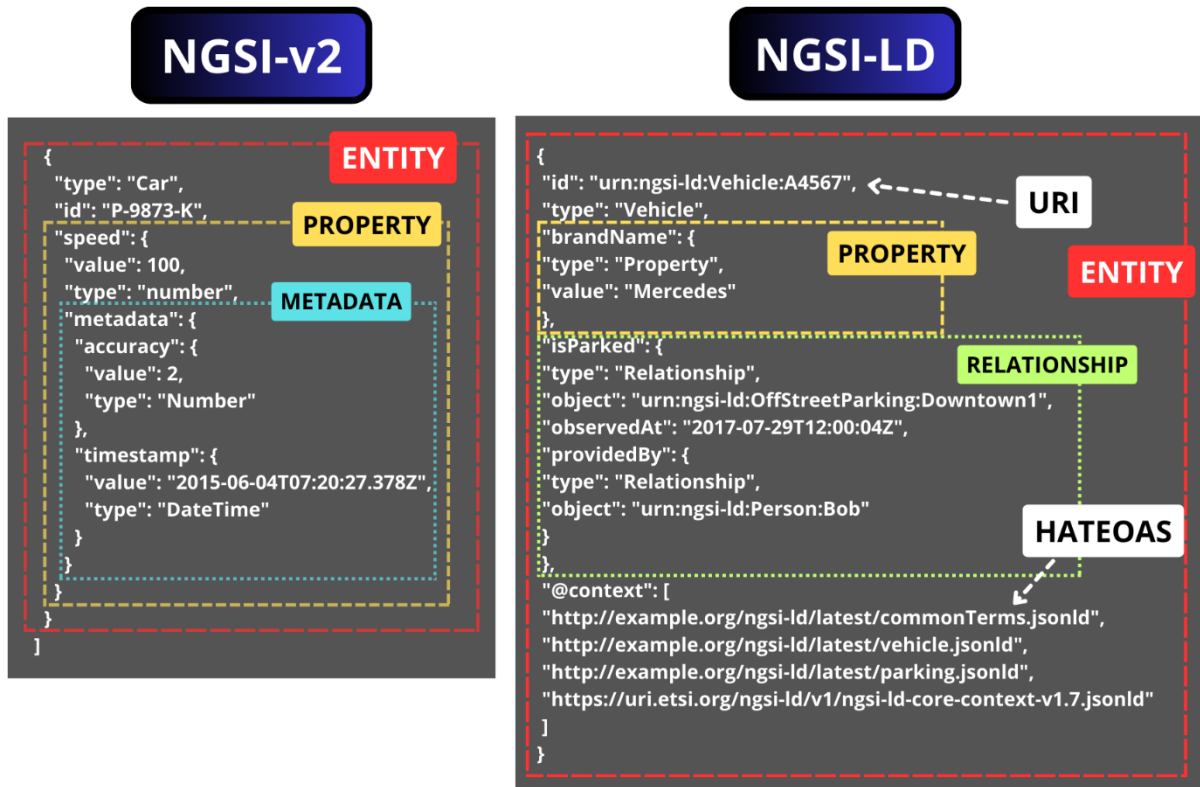 NGSI-v2
{
"type": "Car",
"id": "P-9873-K",
"speed": {
"value": 100,
"type": "number",
"metadata": {
"accuracy": {
"value": 2,
"type": "Number"
},
"timestamp": {
"value": "2015-06-04T07:20:27.378Z",
"type": "DateTime"
}
}
}
}
]
ENTITY
PROPERTY
METADATA
NGSI-LD
{
"id": "urn:ngsi-ld:Vehicle:A4567",
"type": "Vehicle",
"brandName": {
"type": "Property",
"value": "Mercedes"
},
"isParked": {
"type": "Relationship",
"object": "urn:ngsi-ld:OffStreetParking:Downtown1",
"observedAt": "2017-07-29T12:00:04Z",
"providedBy": {
"type": "Relationship",
"object": "urn:ngsi-ld:Person:Bob"
}
},
"@context": [
"http://example.org/ngsi-ld/latest/commonTerms.jsonld",
"http://example.org/ngsi-ld/latest/vehicle.jsonld",
"http://example.org/ngsi-ld/latest/parking.jsonld",
"https://uri.etsi.org/ngsi-ld/v1/ngsi-ld-core-context-v1.7.jsonld"
]
}
URI
PROPERTY
ENTITY
RELATIONSHIP
HATEOAS